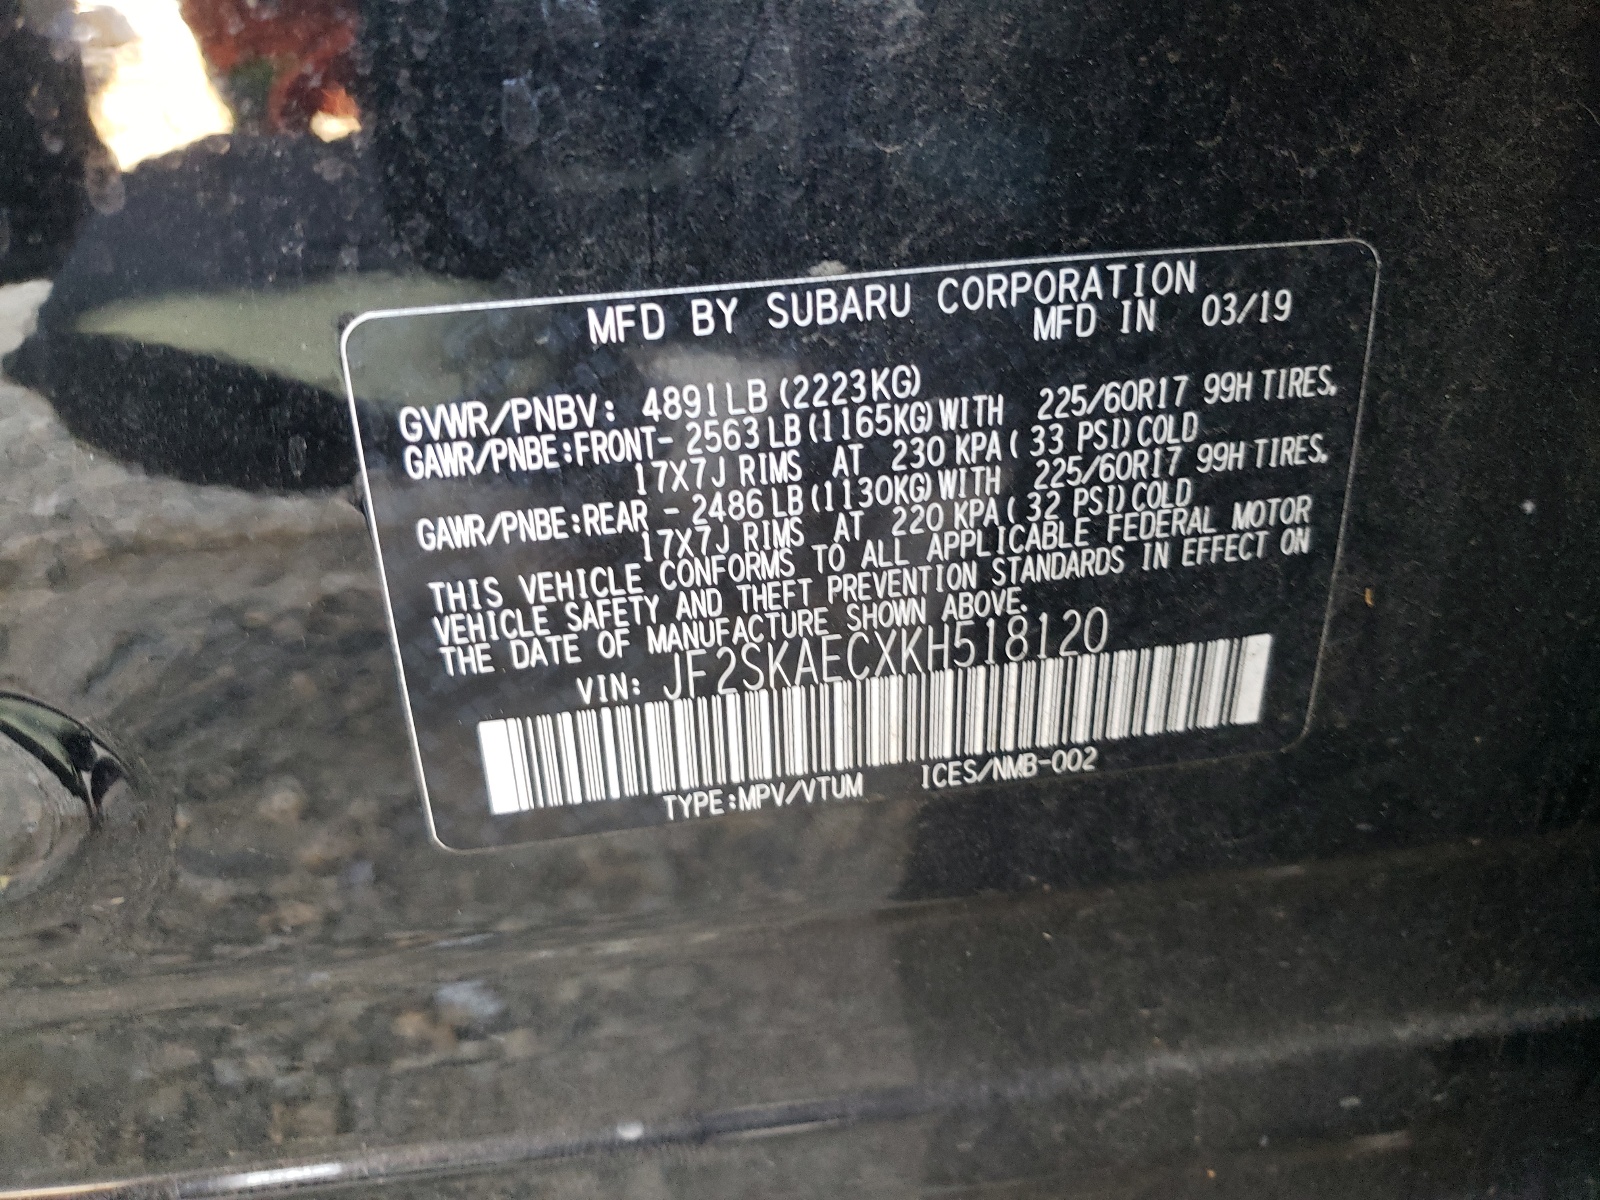 MFD BY SUBARU CORPORATION
MFD IN 03/19
GVWR/PNBV: 4891LB (2223KG)
GAWR/PNBE:FRONT- 2563LB(1165KG)WITH 225/60R17 99H TIRES,
17X7J RIMS AT 230 KPA( 33 PSI)COLD
GAWR/PNBE:REAR - 2486LB(1130KG)WITH 225/60R17 99H TIRES,
17X7J RIMS AT 220 KPA( 32 PSI)COLD
THIS VEHICLE CONFORMS TO ALL APPLICABLE FEDERAL MOTOR
VEHICLE SAFETY AND THEFT PREVENTION STANDARDS IN EFFECT ON
THE DATE OF MANUFACTURE SHOWN ABOVE.
VIN: JF2SKAECXKH518120
TYPE:MPV/VTUM ICES/NMB-002